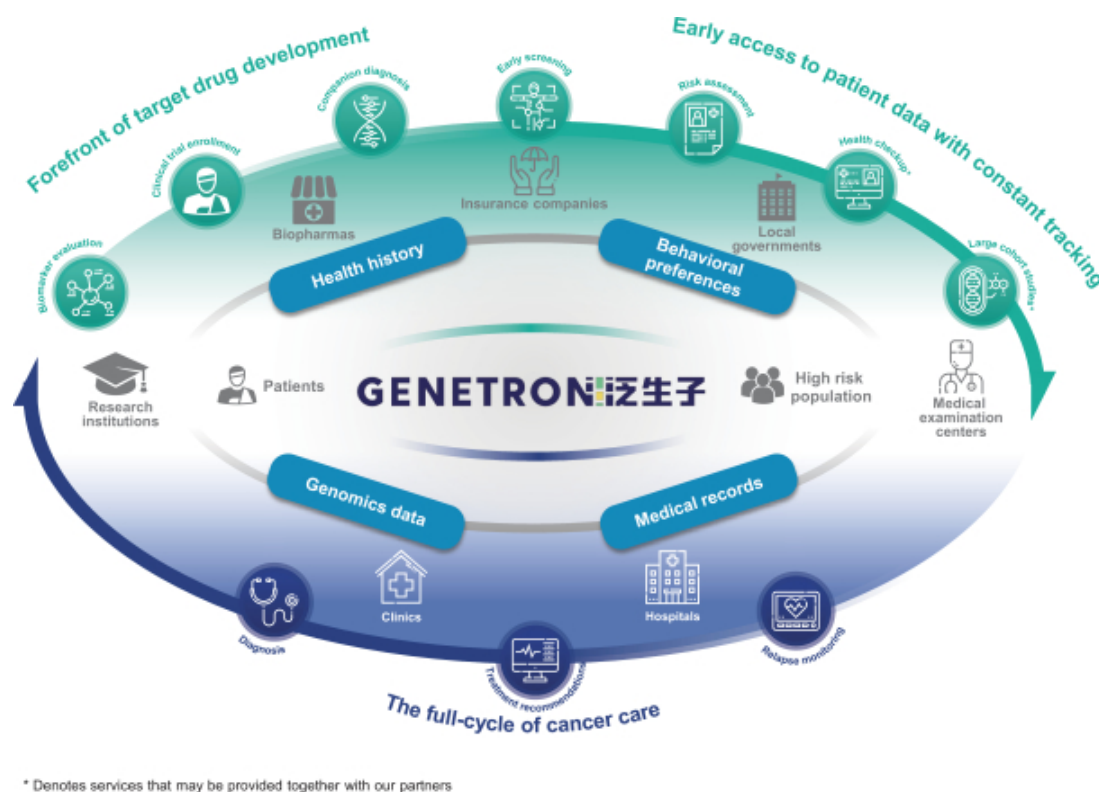 Forefront of target drug development
Early access to patient data with constant tracking
Biomarker evaluation
Clinical trial enrollment
Companion diagnosis
Early screening
Risk assessment
Health checkup*
Large cohort studies*
Biopharmas
Insurance companies
Local
governments
Health history
Behavioral
preferences
Research
institutions
Patients
GENETRON泛生子
High risk
population
Medical
examination
centers
Genomics data
Medical records
Clinics
Hospitals
Diagnosis
Treatment recommendations
Relapse monitoring
The full-cycle of cancer care
* Denotes services that may be provided together with our partners